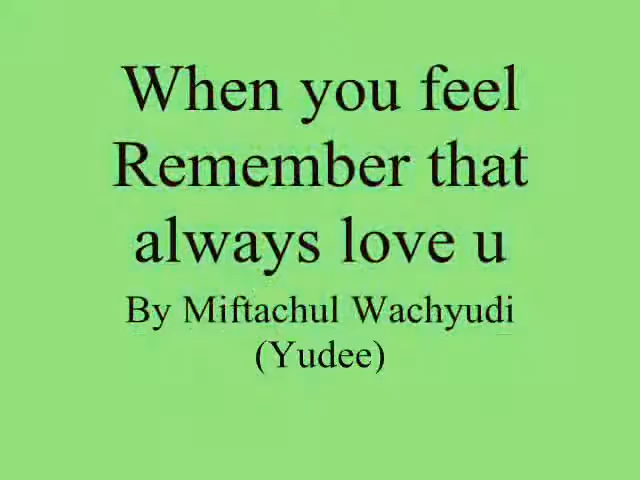 When you feel
Remember that
always love u
By Miftachul Wachyudi
(Yudee)